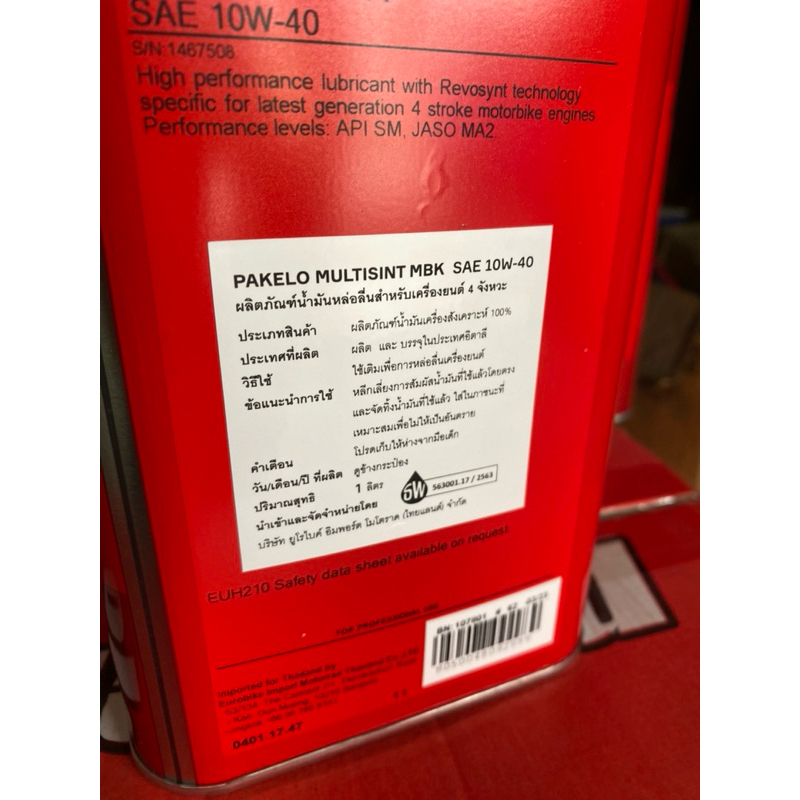 SAE 10W-40
S/N:1467508
High performance lubricant with Revosynt technology
specific for latest generation 4 stroke motorbike engines
Performance levels: API SM, JASO MA2
PAKELO MULTISINT MBK SAE 10W-40
ผลิตภัณฑ์น้ำมันหล่อลื่นสำหรับเครื่องยนต์ 4 จังหวะ
ประเภทสินค้า ผลิตภัณฑ์น้ำมันเครื่องสังเคราะห์ 100%
ประเทศที่ผลิต ผลิต และ บรรจุในประเทศอิตาลี
วิธีใช้ ใช้เติมเพื่อการหล่อลื่นเครื่องยนต์
ข้อแนะนำการใช้ หลีกเลี่ยงการสัมผัสน้ำมันที่ใช้แล้วโดยตรง
และจัดทิ้งน้ำมันที่ใช้แล้ว ใส่ในภาชนะที่
เหมาะสมเพื่อไม่ให้เป็นอันตราย
คำเตือน โปรดเก็บให้ห่างจากมือเด็ก
วัน/เดือน/ปี ที่ผลิต ดูข้างกระป๋อง
ปริมาณสุทธิ 1 ลิตร
ธพ 563001.17 / 2563
นำเข้าและจัดจำหน่ายโดย
บริษัท ยูโรไบค์ อิมพอร์ต โมโตราด (ไทยแลนด์) จำกัด
EUH210 Safety data sheet available on request
FOR PROFESSIONAL USE
Imported for Thailand by
Eurobike Import Motorrad Thailand Co.,LTD
0401.17.47